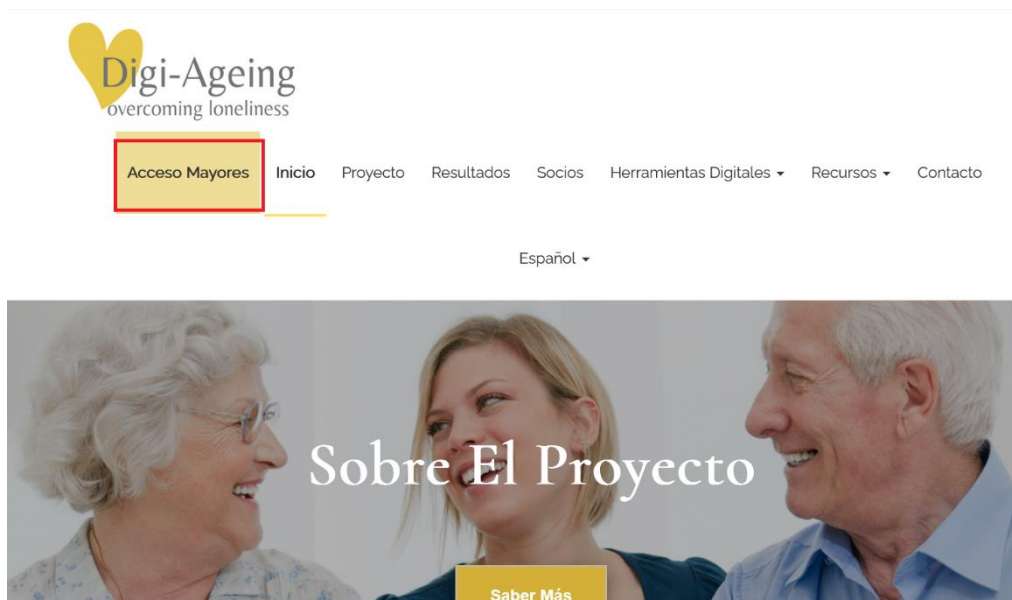 Digi-Ageing
overcoming loneliness
Acceso Mayores Inicio Proyecto Resultados Socios Herramientas Digitales Recursos Contacto
Español
Sobre El Proyecto
Saber Más